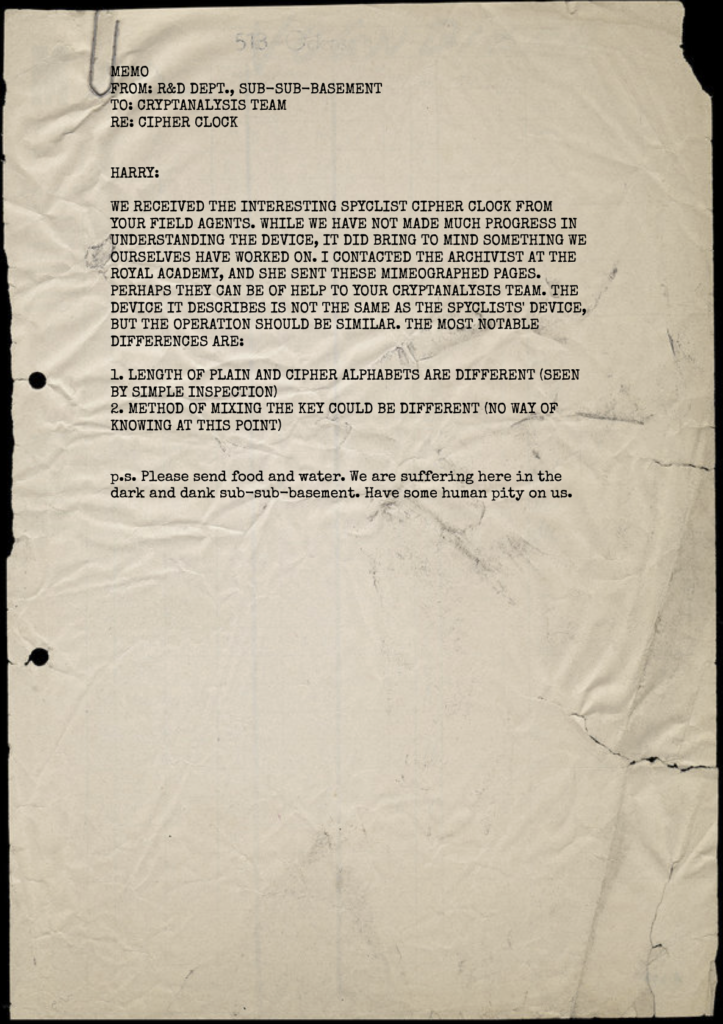 MEMO
FROM: R&D DEPT., SUB-SUB-BASEMENT
TO: CRYPTANALYSIS TEAM
RE: CIPHER CLOCK
HARRY:
WE RECEIVED THE INTERESTING SPYCLIST CIPHER CLOCK FROM
YOUR FIELD AGENTS. WHILE WE HAVE NOT MADE MUCH PROGRESS IN
UNDERSTANDING THE DEVICE, IT DID BRING TO MIND SOMETHING WE
OURSELVES HAVE WORKED ON. I CONTACTED THE ARCHIVIST AT THE
ROYAL ACADEMY, AND SHE SENT THESE MIMEOGRAPHED PAGES.
PERHAPS THEY CAN BE OF HELP TO YOUR CRYPTANALYSIS TEAM. THE
DEVICE IT DESCRIBES IS NOT THE SAME AS THE SPYCLISTS' DEVICE,
BUT THE OPERATION SHOULD BE SIMILAR. THE MOST NOTABLE
DIFFERENCES ARE:
1. LENGTH OF PLAIN AND CIPHER ALPHABETS ARE DIFFERENT (SEEN
BY SIMPLE INSPECTION)
2. METHOD OF MIXING THE KEY COULD BE DIFFERENT (NO WAY OF
KNOWING AT THIS POINT)
p.s. Please send food and water. We are suffering here in the
dark and dank sub-sub-basement. Have some human pity on us.